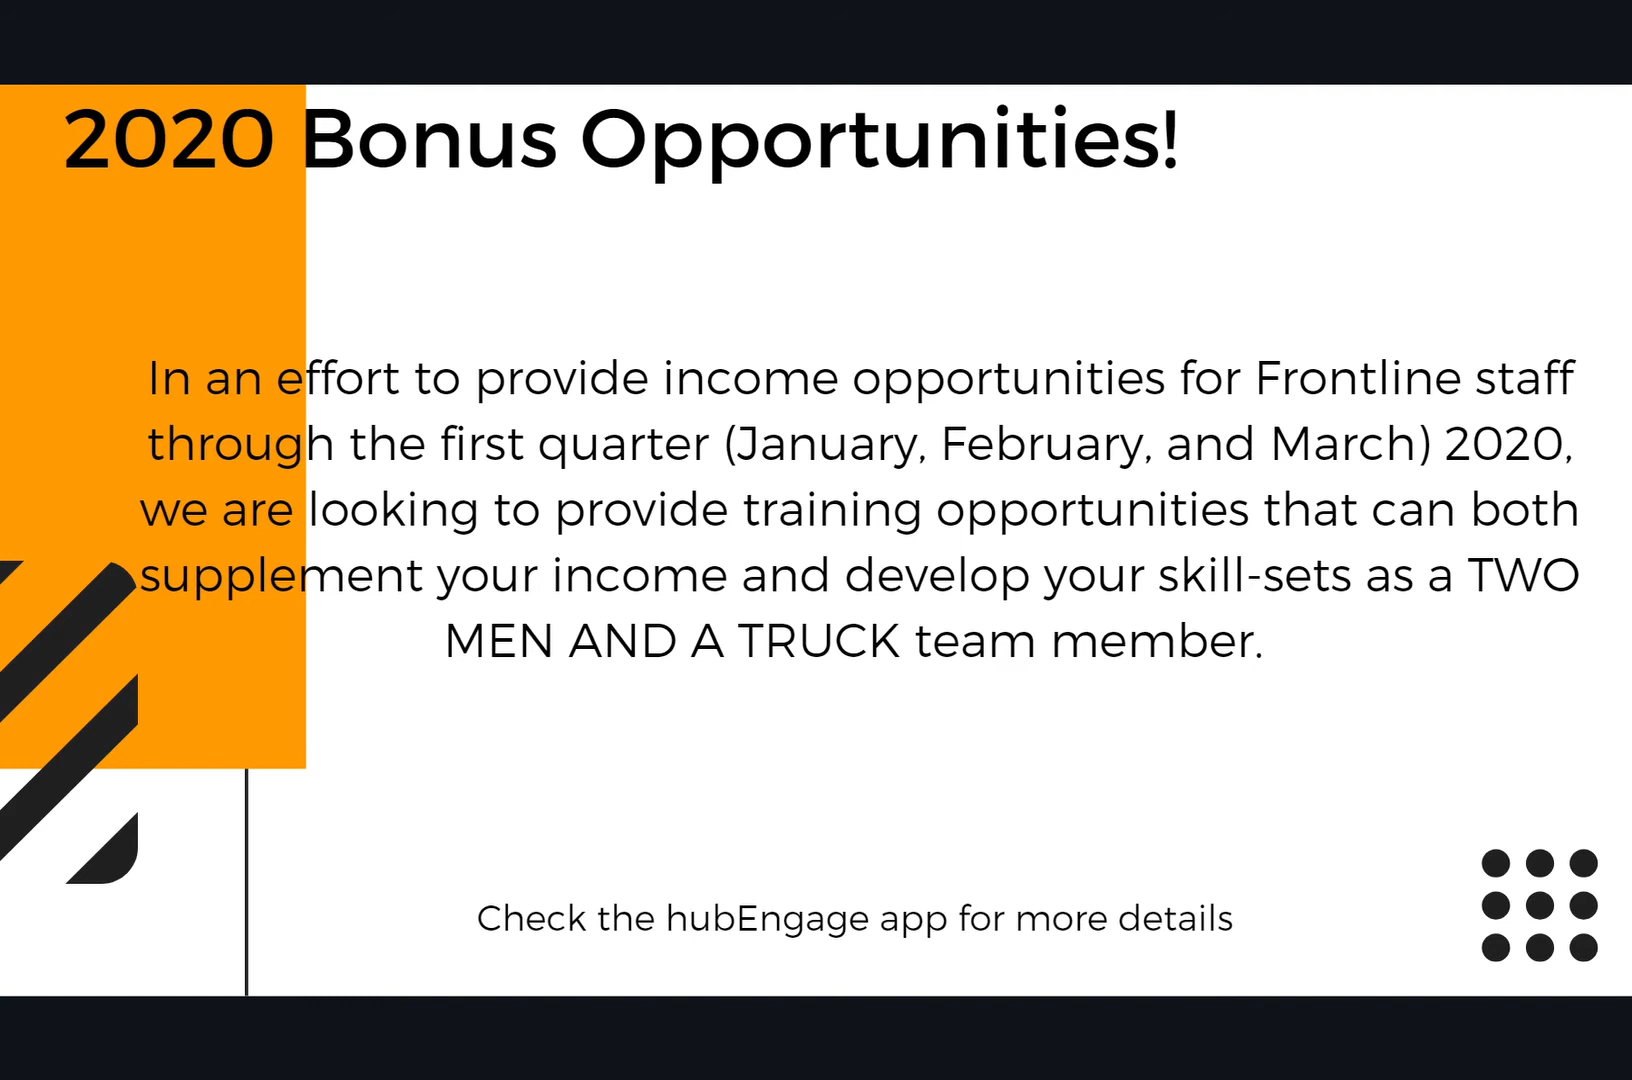 2020 Bonus Opportunities!
In an effort to provide income opportunities for Frontline staff
through the first quarter (January, February, and March) 2020,
we are looking to provide training opportunities that can both
supplement your income and develop your skill-sets as a TWO
MEN AND A TRUCK team member.
Check the hubEngage app for more details